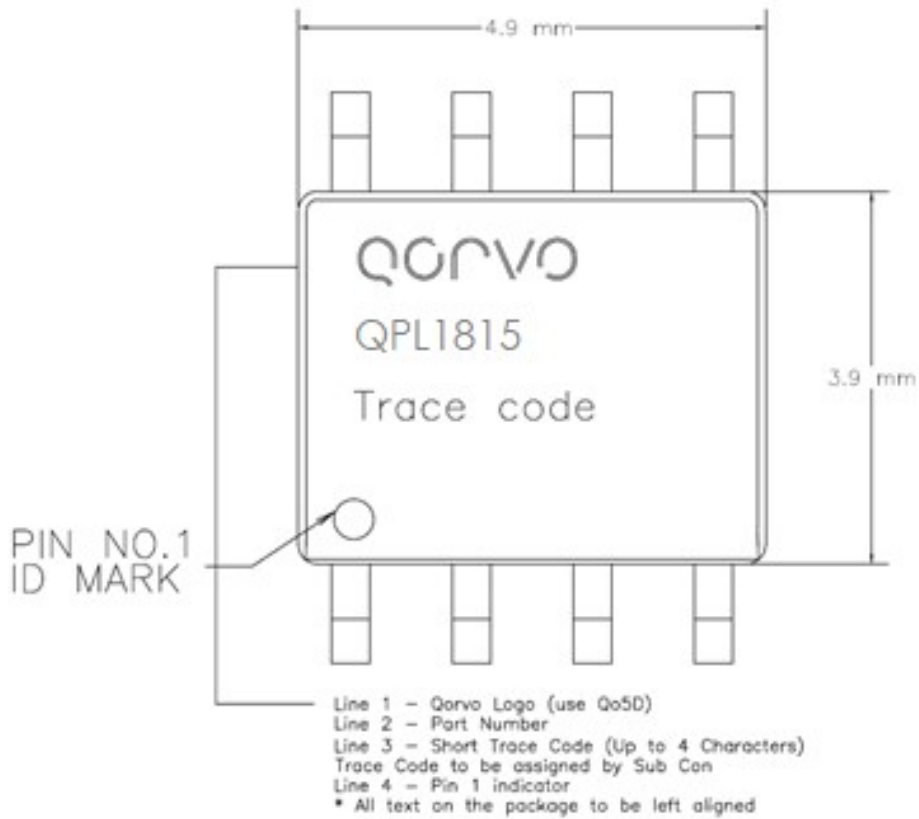 4.9 mm
QORVO
QPL1815
Trace code
3.9 mm
PIN NO.1
ID MARK
Line 1 – Qorvo Logo (use Qo5D)
Line 2 – Part Number
Line 3 – Short Trace Code (Up to 4 Characters)
Trace Code to be assigned by Sub Con
Line 4 – Pin 1 indicator
* All text on the package to be left aligned